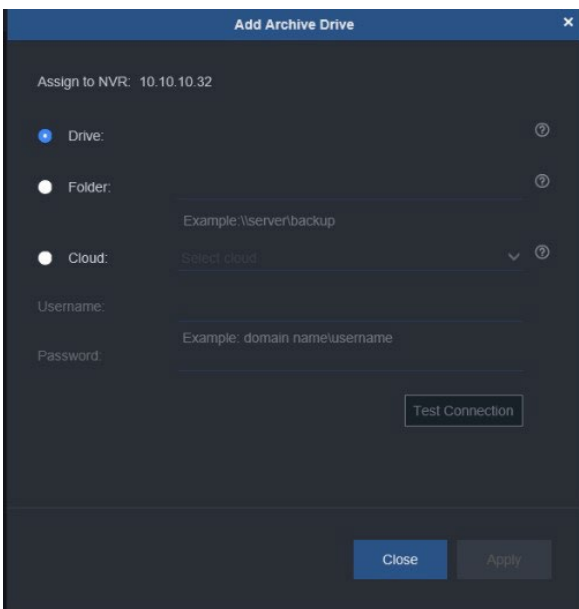 Add Archive Drive ×
Assign to NVR: 10.10.10.32
Drive: ?
Folder: ?
Example:\\server\backup
Cloud: Select cloud ?
Username:
Example: domain name\username
Password:
Test Connection
Close Apply